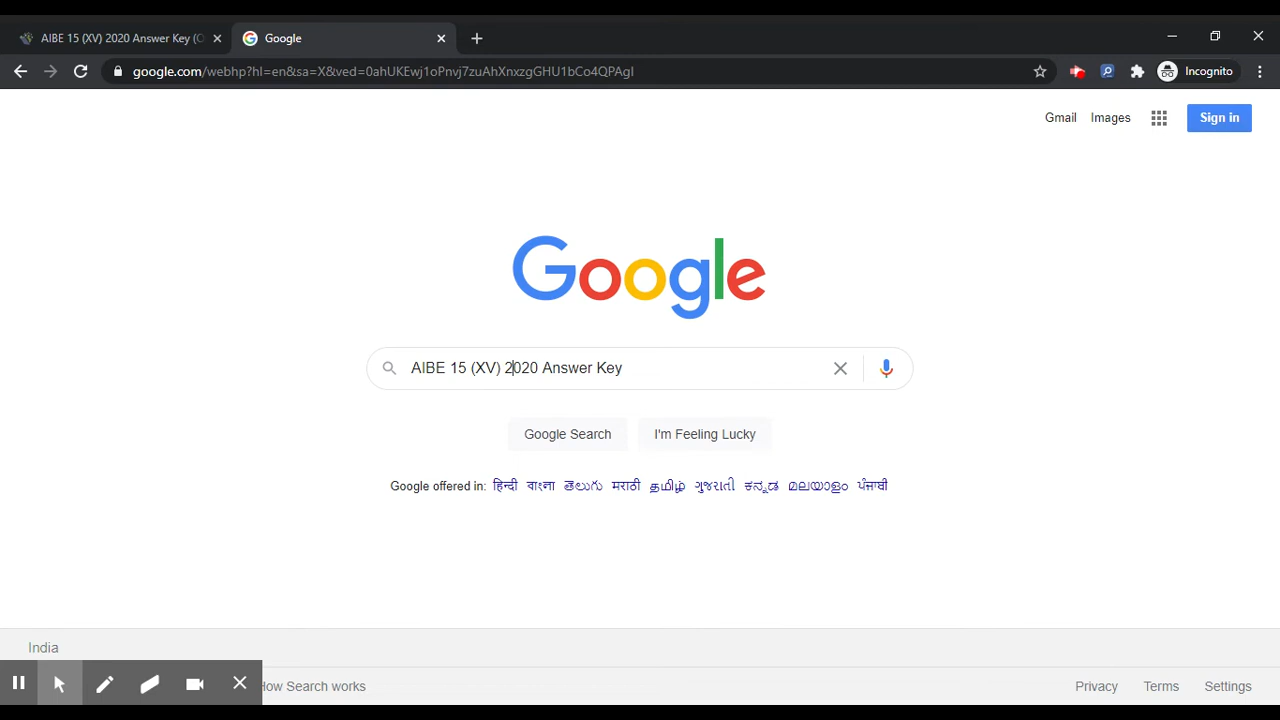 AIBE 15 (XV) 2020 Answer Key (O
Google
google.com/webhp?hl=en&sa=X&ved=0ahUKEwj1oPnvj7zuAhXnxzgGHU1bCo4QPAgI
Incognito
Gmail Images Sign in
Google
AIBE 15 (XV) 2020 Answer Key
Google Search I'm Feeling Lucky
Google offered in: हिन्दी বাংলা తెలుగు मराठी தமிழ் ગુજરાતી ಕನ್ನಡ മലയാളം ਪੰਜਾਬੀ
India
How Search works Privacy Terms Settings